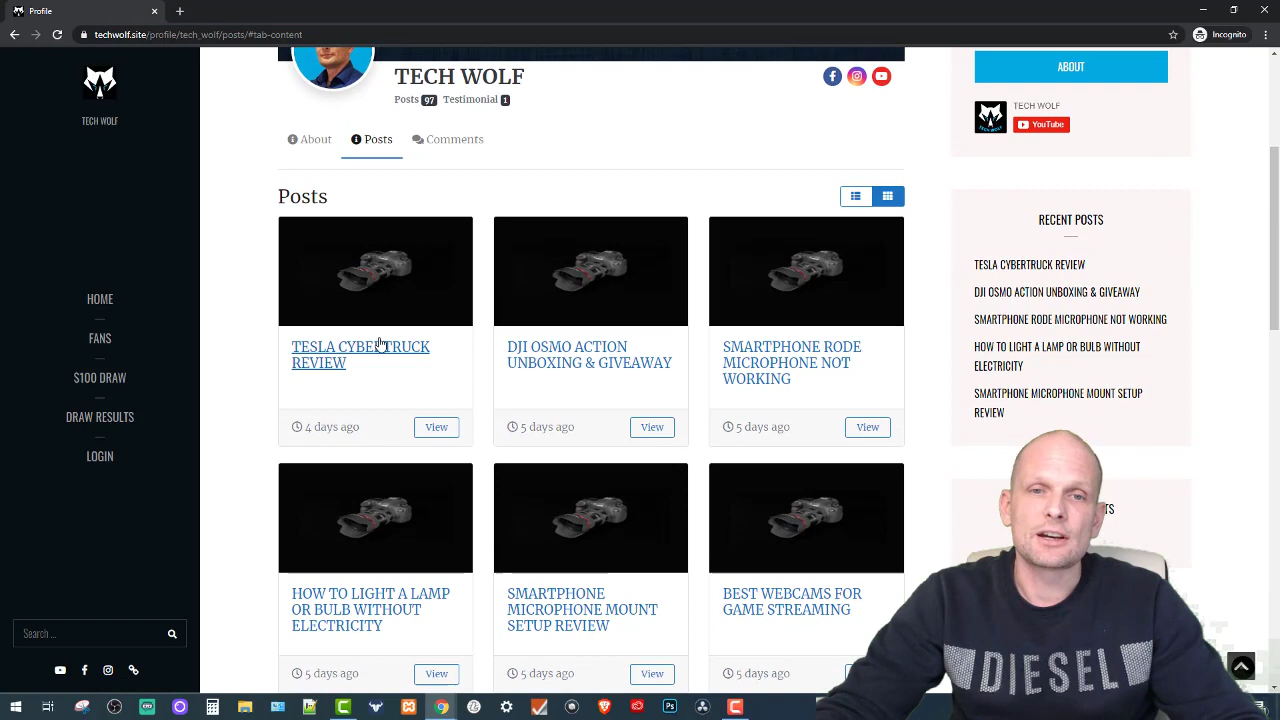 Profile
techwolf.site/profile/tech_wolf/posts/#tab-content
Incognito
TECH WOLF
HOME
FANS
$100 DRAW
DRAW RESULTS
LOGIN
Search ...
TECH WOLF
Posts 97 Testimonial 1
About
Posts
Comments
Posts
TESLA CYBERTRUCK
REVIEW
4 days ago
View
DJI OSMO ACTION
UNBOXING & GIVEAWAY
5 days ago
View
SMARTPHONE RODE
MICROPHONE NOT
WORKING
5 days ago
View
HOW TO LIGHT A LAMP
OR BULB WITHOUT
ELECTRICITY
5 days ago
View
SMARTPHONE
MICROPHONE MOUNT
SETUP REVIEW
5 days ago
View
BEST WEBCAMS FOR
GAME STREAMING
5 days ago
ABOUT
TECH WOLF
YouTube
RECENT POSTS
TESLA CYBERTRUCK REVIEW
DJI OSMO ACTION UNBOXING & GIVEAWAY
SMARTPHONE RODE MICROPHONE NOT WORKING
HOW TO LIGHT A LAMP OR BULB WITHOUT
ELECTRICITY
SMARTPHONE MICROPHONE MOUNT SETUP
REVIEW
DIESEL